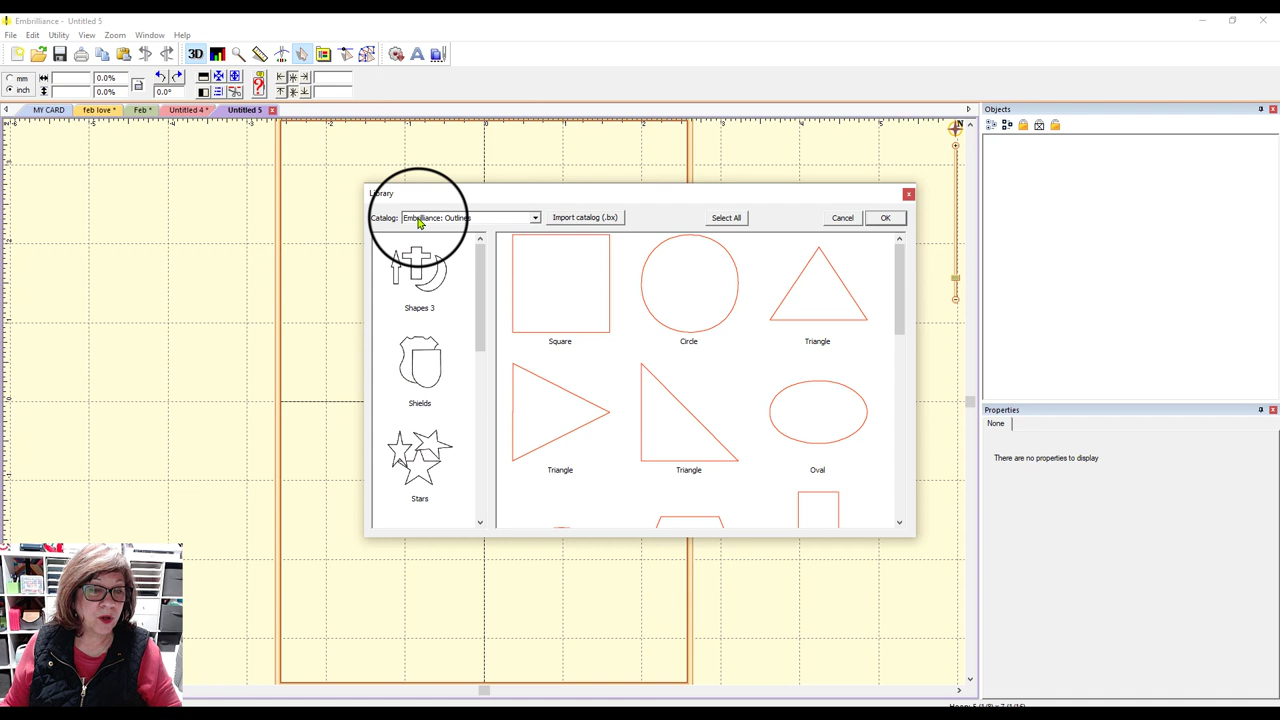 Embrilliance - Untitled 5
File Edit Utility View Zoom Window Help
3D
mm 0.0%
inch 0.0% 0.0°
MY CARD feb love * Feb * Untitled 4 * Untitled 5
Objects
Library
Catalog: Embrilliance: Outlines Import catalog (.bx) Select All Cancel OK
Shapes 3
Shields
Stars
Square Circle Triangle
Triangle Triangle Oval
Properties
None
There are no properties to display